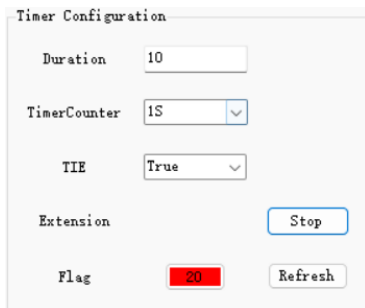 Timer Configuration
Duration 10
TimerCounter 1S
TIE True
Extension Stop
Flag 20 Refresh